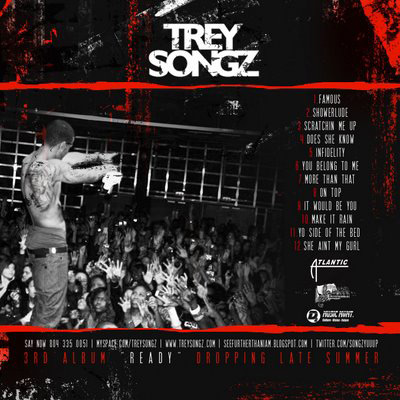 TREY
SONGZ
1 FAMOUS
2 SHOWERLUDE
3 SCRATCHIN ME UP
4 DOES SHE KNOW
5 INFIDELITY
6 YOU BELONG TO ME
7 MORE THAN THAT
8 ON TOP
9 IT WOULD BE YOU
10 MAKE IT RAIN
11 YO SIDE OF THE BED
12 SHE AINT MY GURL
ATLANTIC
MUSIC MGMT.
SAY NOW 804 335 0051 | MYSPACE.COM/TREYSONGZ | WWW.TREYSONGZ.COM | SEEFURTHERTHANIAM.BLOGSPOT.COM | TWITTER.COM/SONGZYUUUP
3RD ALBUM "READY" DROPPING LATE SUMMER